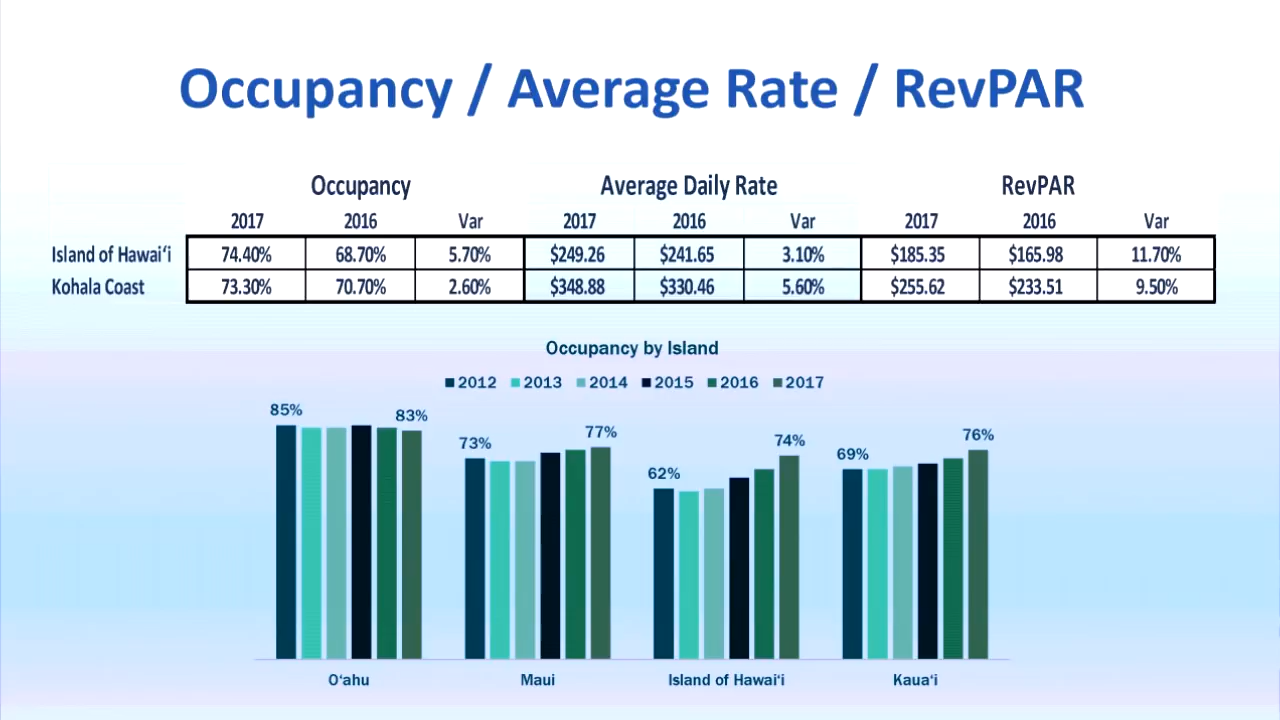 Occupancy / Average Rate / RevPAR
Occupancy Average Daily Rate RevPAR
2017 2016 Var 2017 2016 Var 2017 2016 Var
Island of Hawaiʻi 74.40% 68.70% 5.70% $249.26 $241.65 3.10% $185.35 $165.98 11.70%
Kohala Coast 73.30% 70.70% 2.60% $348.88 $330.46 5.60% $255.62 $233.51 9.50%
Occupancy by Island
2012 2013 2014 2015 2016 2017
85% 83% 73% 77% 62% 74% 69% 76%
Oʻahu Maui Island of Hawaiʻi Kauaʻi